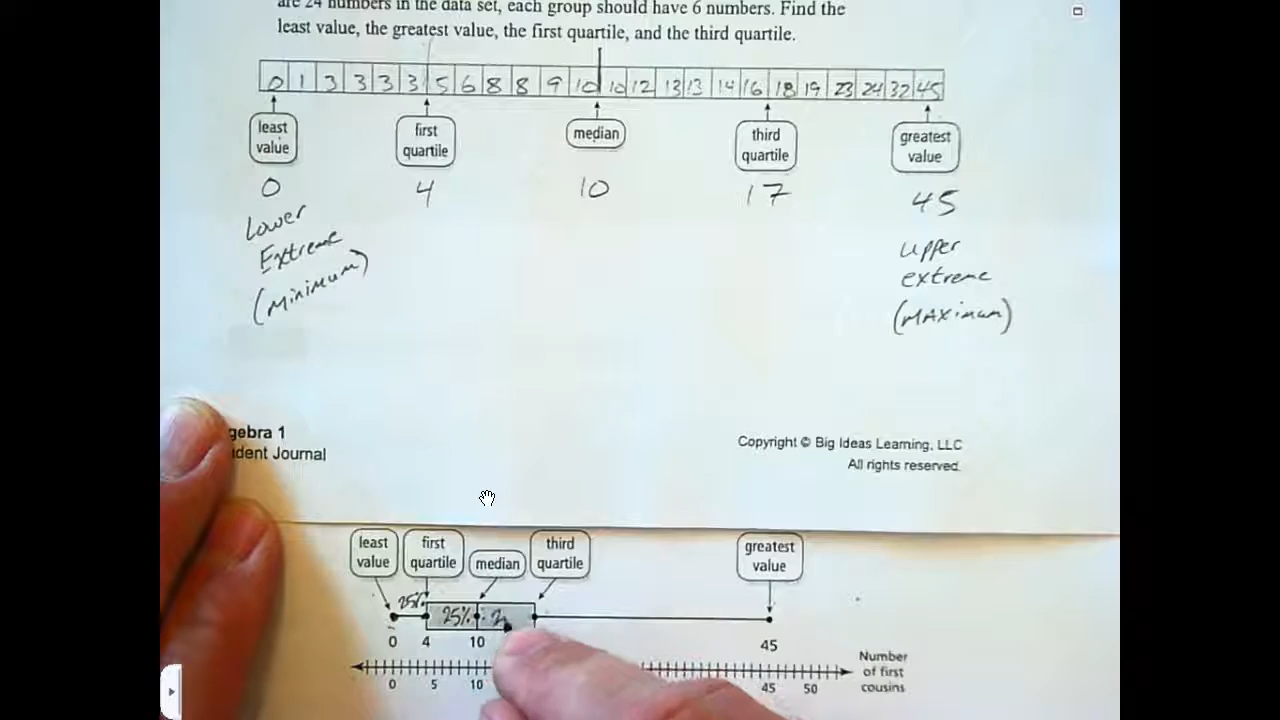 are 24 numbers in the data set, each group should have 6 numbers. Find the
least value, the greatest value, the first quartile, and the third quartile.
0 1 3 3 3 3 5 6 8 8 9 10 10 12 13 13 14 16 18 19 23 24 32 45
least value
first quartile
median
third quartile
greatest value
0 4 10 17 45
Lower
Extreme
(Minimum)
upper
extreme
(MAXimum)
gebra 1
ident Journal
Copyright © Big Ideas Learning, LLC
All rights reserved.
least value
first quartile
median
third quartile
greatest value
25% 25% 2
0 4 10 45
0 5 10 45 50
Number
of first
cousins